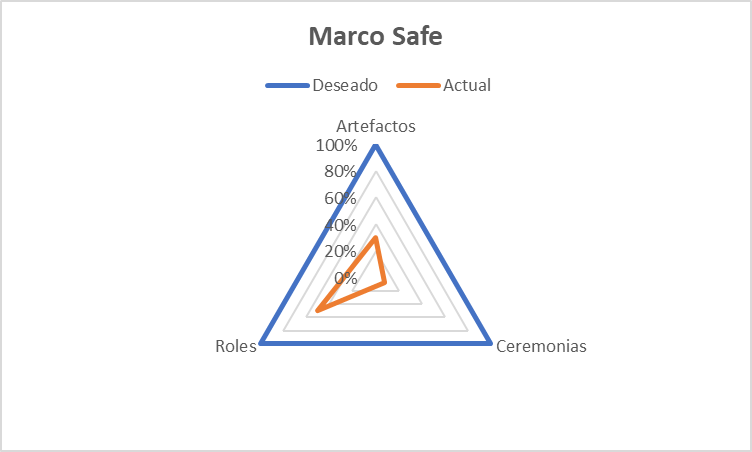 Marco Safe
Deseado Actual
Artefactos
100%
80%
60%
40%
20%
0%
Roles Ceremonias